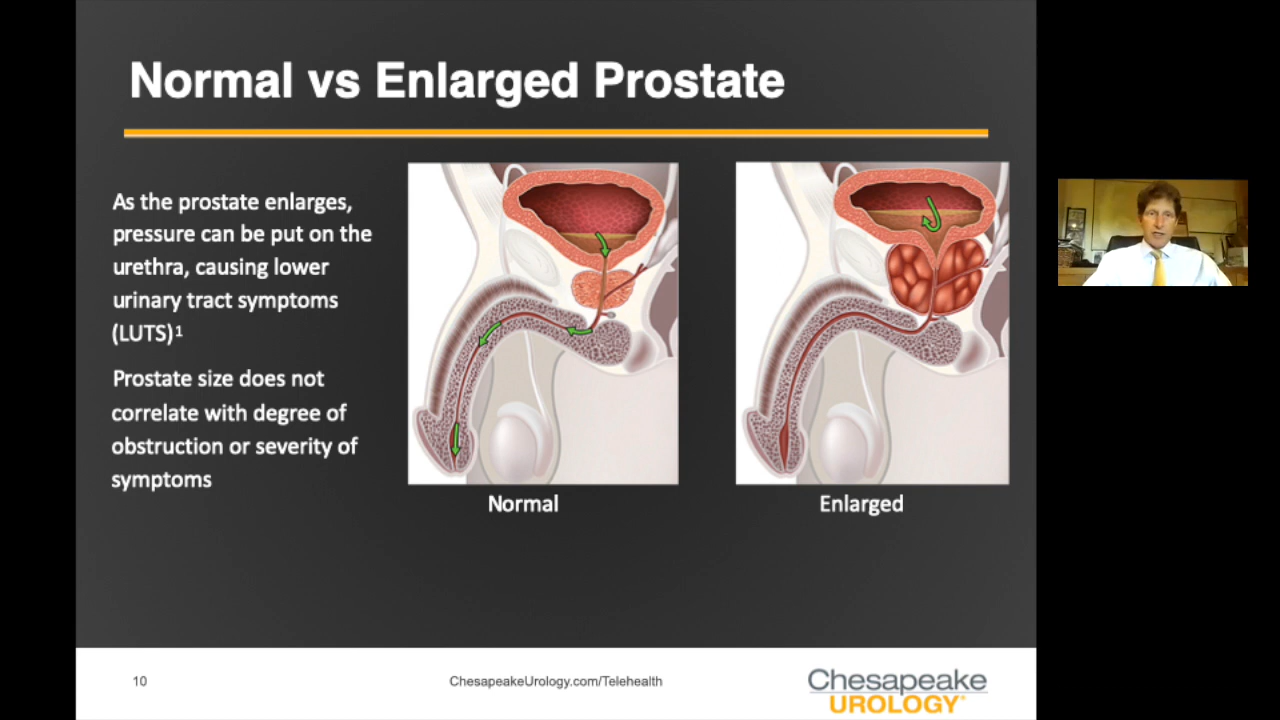 Normal vs Enlarged Prostate
As the prostate enlarges,
pressure can be put on the
urethra, causing lower
urinary tract symptoms
(LUTS)¹
Prostate size does not
correlate with degree of
obstruction or severity of
symptoms
Normal
Enlarged
10
ChesapeakeUrology.com/Telehealth
Chesapeake
UROLOGY®